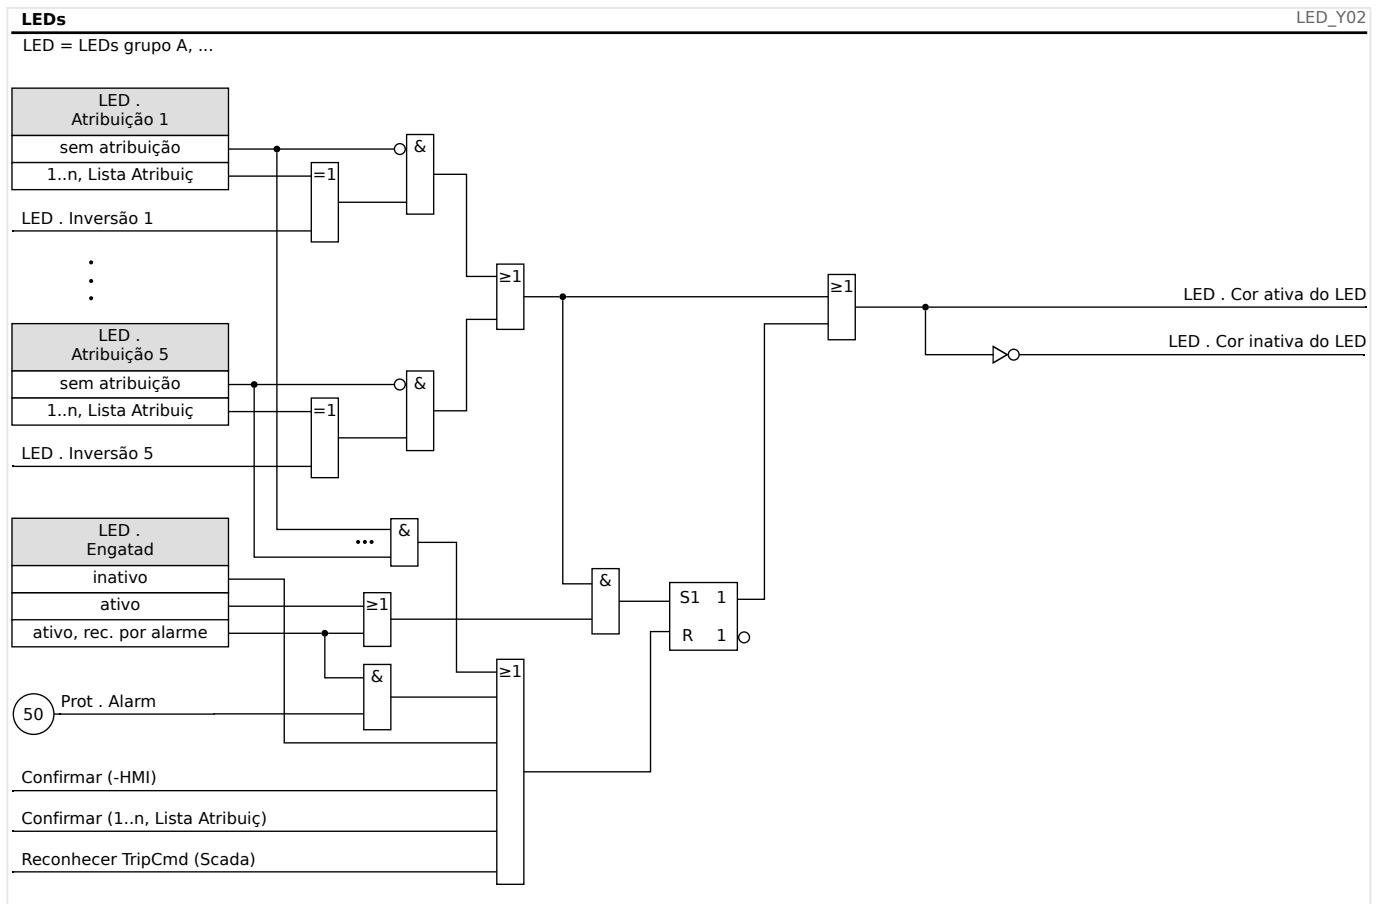 LEDs
LED_Y02
LED = LEDs grupo A, ...
LED .
Atribuição 1
sem atribuição
&
1..n, Lista Atribuiç
=1
LED . Inversão 1
≥1
≥1
LED . Cor ativa do LED
LED .
Atribuição 5
LED . Cor inativa do LED
sem atribuição
&
1..n, Lista Atribuiç
=1
LED . Inversão 5
LED .
Engatad
&
inativo
&
ativo
≥1
S1 1
ativo, rec. por alarme
R 1
≥1
&
50
Prot . Alarm
Confirmar (-HMI)
Confirmar (1..n, Lista Atribuiç)
Reconhecer TripCmd (Scada)